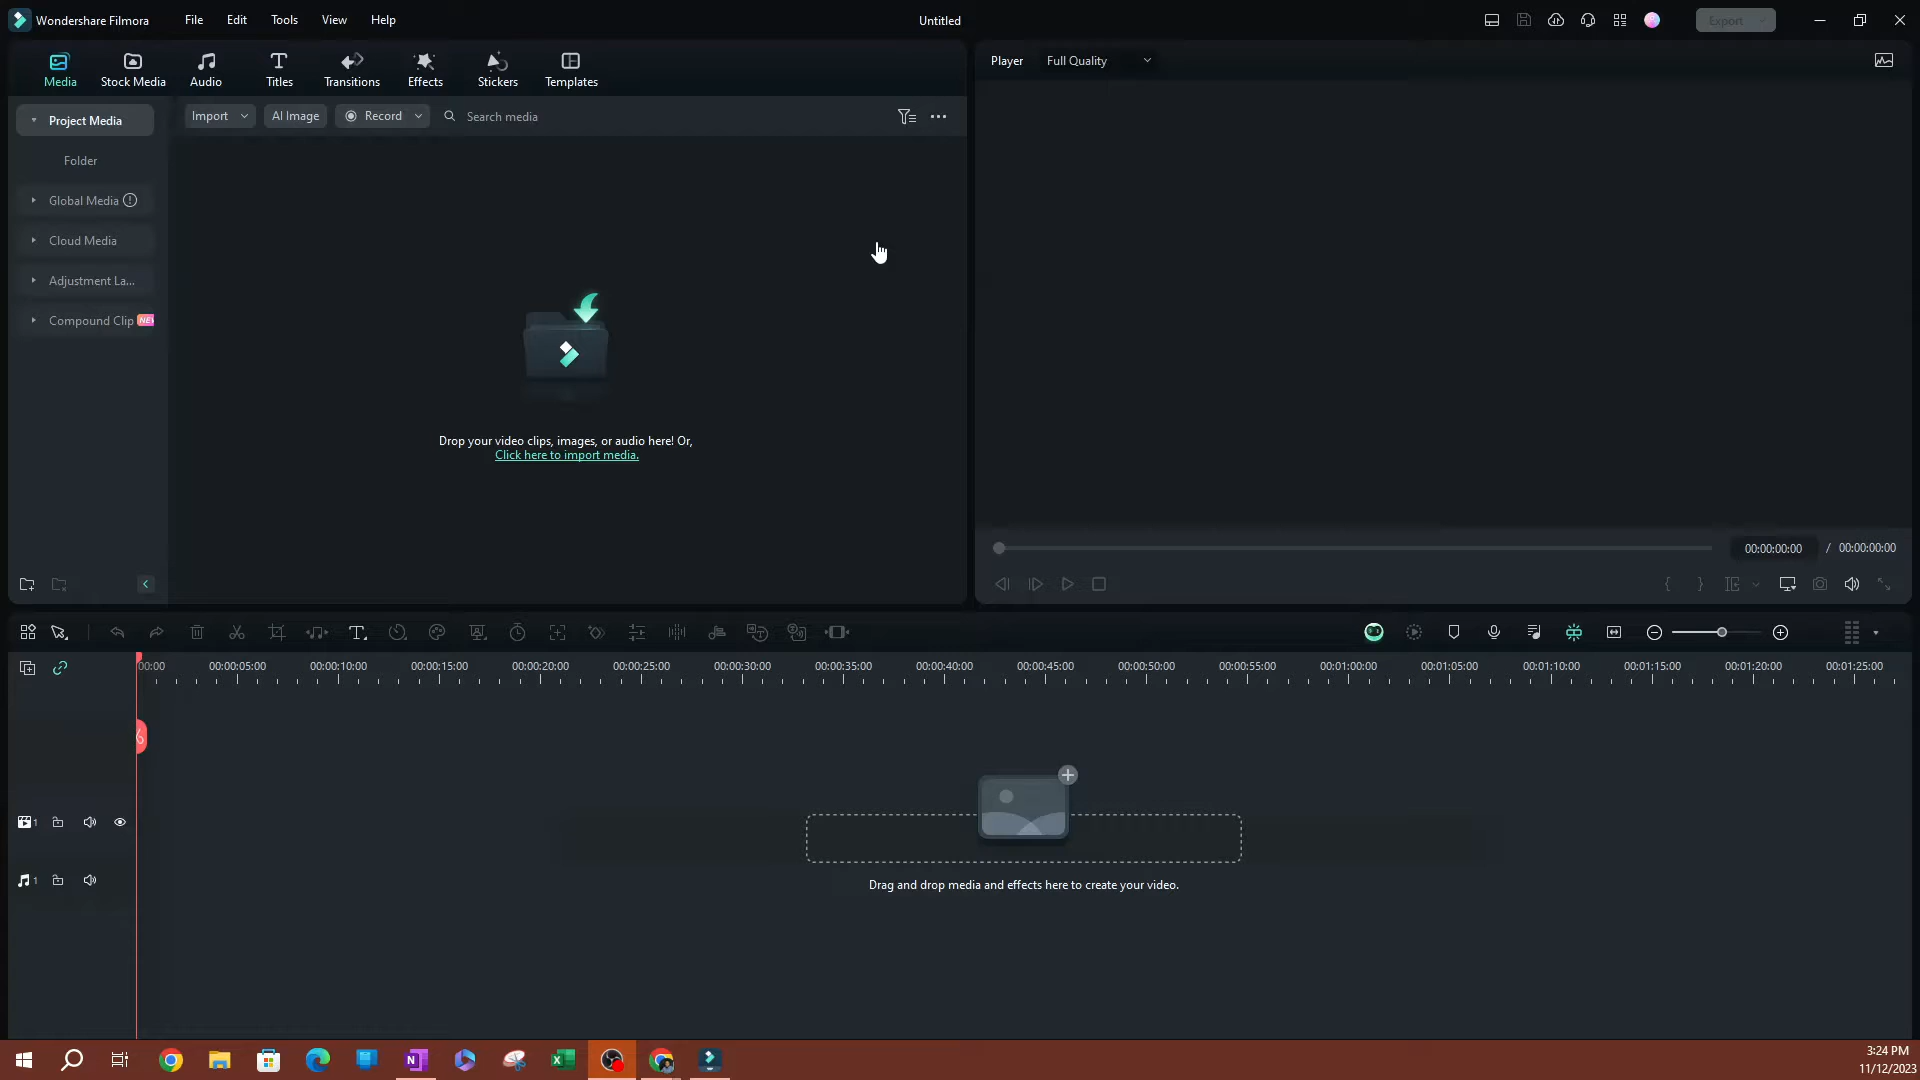 Wondershare Filmora File Edit Tools View Help Untitled Export
Media Stock Media Audio Titles Transitions Effects Stickers Templates
Player Full Quality
Project Media
Import AI Image Record Search media
Folder
Global Media
Cloud Media
Adjustment La...
Compound Clip NEW
Drop your video clips, images, or audio here! Or,
Click here to import media.
00:00:00:00 / 00:00:00:00
00:00 00:00:05:00 00:00:10:00 00:00:15:00 00:00:20:00 00:00:25:00 00:00:30:00 00:00:35:00 00:00:40:00 00:00:45:00 00:00:50:00 00:00:55:00 00:01:00:00 00:01:05:00 00:01:10:00 00:01:15:00 00:01:20:00 00:01:25:00
1
1
Drag and drop media and effects here to create your video.
3:24 PM
11/12/2023